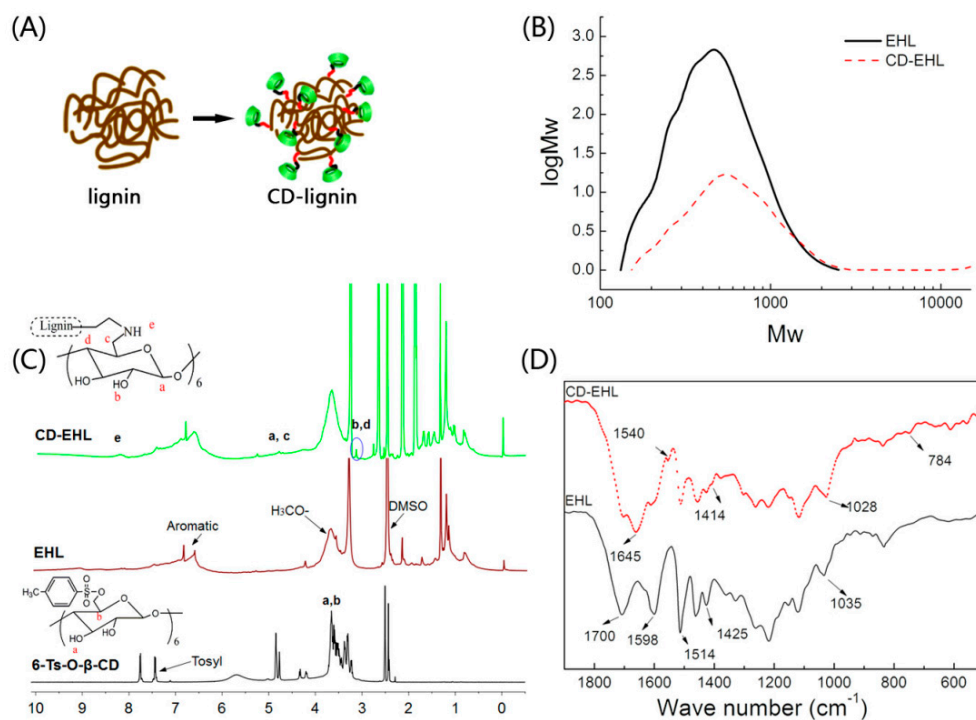 (A)
lignin
CD-lignin
(B)
EHL
CD-EHL
3.0
2.5
2.0
1.5
1.0
0.5
0.0
logMw
100
1000
10000
Mw
(C)
Lignin
NH
e
d
c
O
HO
OH
O
b
a
6
CD-EHL
e
a, c
b,d
Aromatic
H₃CO-
DMSO
EHL
H₃C
O
S
O
O
b
O
O
HO
OH
a
6
a,b
Tosyl
6-Ts-O-β-CD
10 9 8 7 6 5 4 3 2 1 0
(D)
CD-EHL
1540
784
1414
1028
EHL
1645
1035
1425
1700
1598
1514
1800 1600 1400 1200 1000 800 600
Wave number (cm⁻¹)